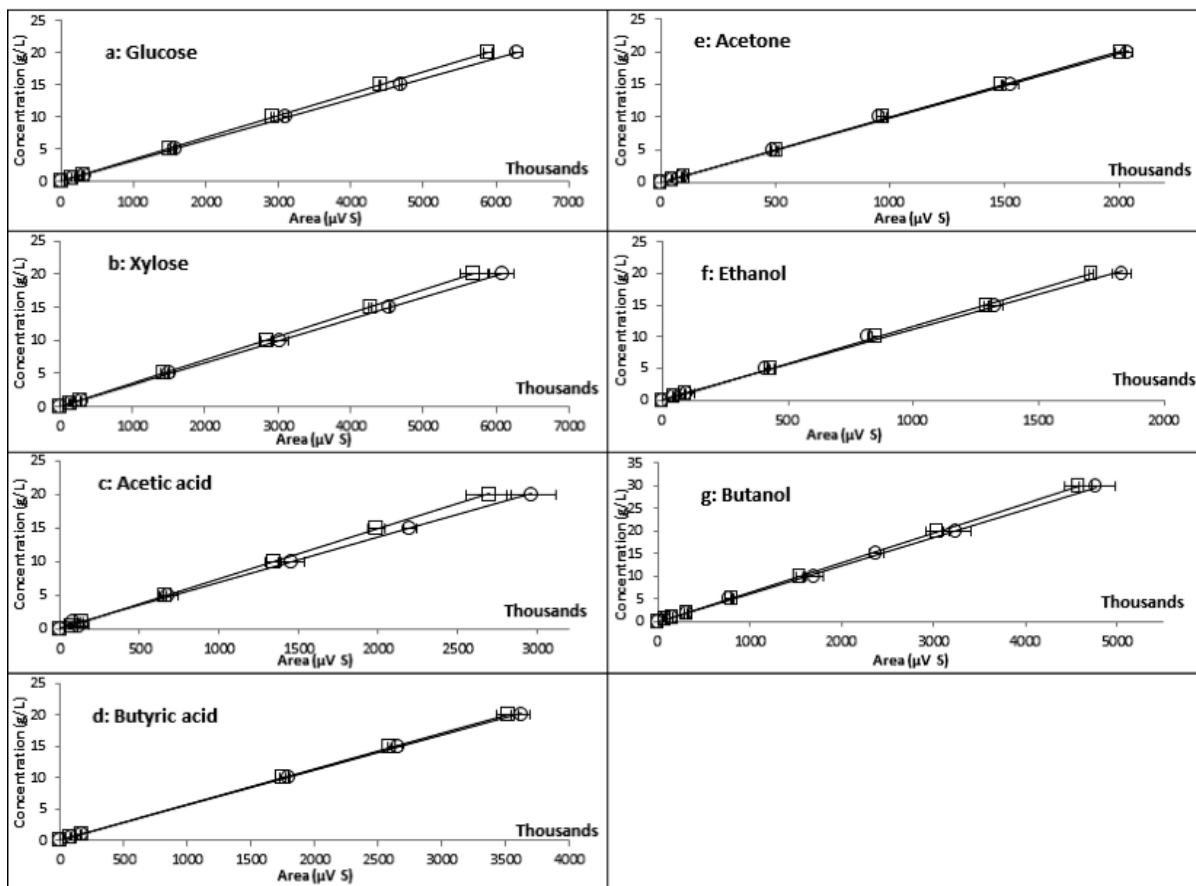 a: Glucose
Concentration (g/L)
25
20
15
10
5
0
Thousands
0 1000 2000 3000 4000 5000 6000 7000
Area (µV S)
e: Acetone
Concentration (g/L)
25
20
15
10
5
0
Thousands
0 500 1000 1500 2000
Area (µV S)
b: Xylose
Concentration (g/L)
25
20
15
10
5
0
Thousands
0 1000 2000 3000 4000 5000 6000 7000
Area (µV S)
f: Ethanol
Concentration (g/L)
25
20
15
10
5
0
Thousands
0 500 1000 1500 2000
Area (µV S)
c: Acetic acid
Concentration (g/L)
25
20
15
10
5
0
Thousands
0 500 1000 1500 2000 2500 3000
Area (µV S)
g: Butanol
Concentration (g/L)
35
30
25
20
15
10
5
0
Thousands
0 1000 2000 3000 4000 5000
Area (µV S)
d: Butyric acid
Concentration (g/L)
25
20
15
10
5
0
Thousands
0 500 1000 1500 2000 2500 3000 3500 4000
Area (µV S)